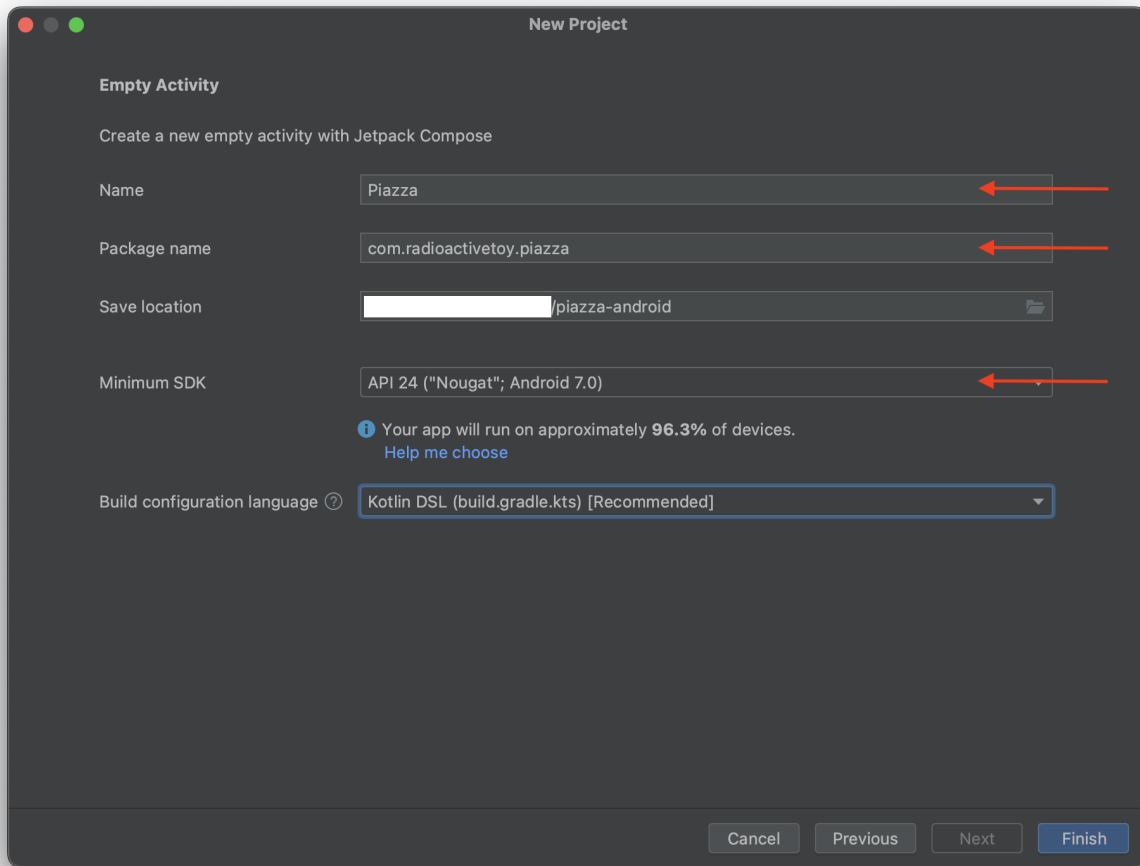 New Project
Empty Activity
Create a new empty activity with Jetpack Compose
Name Piazza
Package name com.radioactivetoy.piazza
Save location /piazza-android
Minimum SDK API 24 ("Nougat"; Android 7.0)
i Your app will run on approximately 96.3% of devices.
Help me choose
Build configuration language ? Kotlin DSL (build.gradle.kts) [Recommended]
Cancel Previous Next Finish